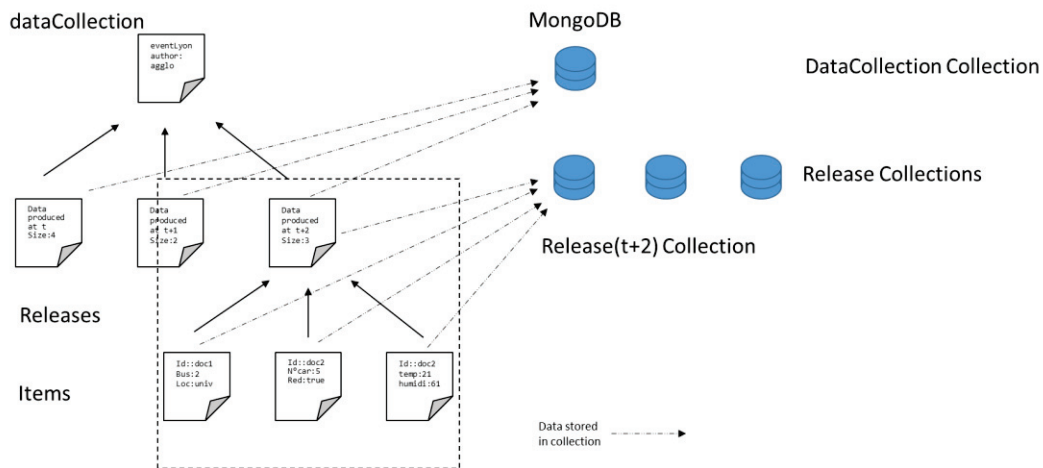 dataCollection
MongoDB
eventLyon
author:
agglo
DataCollection Collection
Data
produced
at t
Size:4
Data
produced
at t+1
Size:2
Data
produced
at t+2
Size:3
Release Collections
Release(t+2) Collection
Releases
Id::doc1
Bus:2
Loc:univ
Id::doc2
N°car:5
Red:true
Id::doc2
temp:21
humidi:61
Items
Data stored
in collection